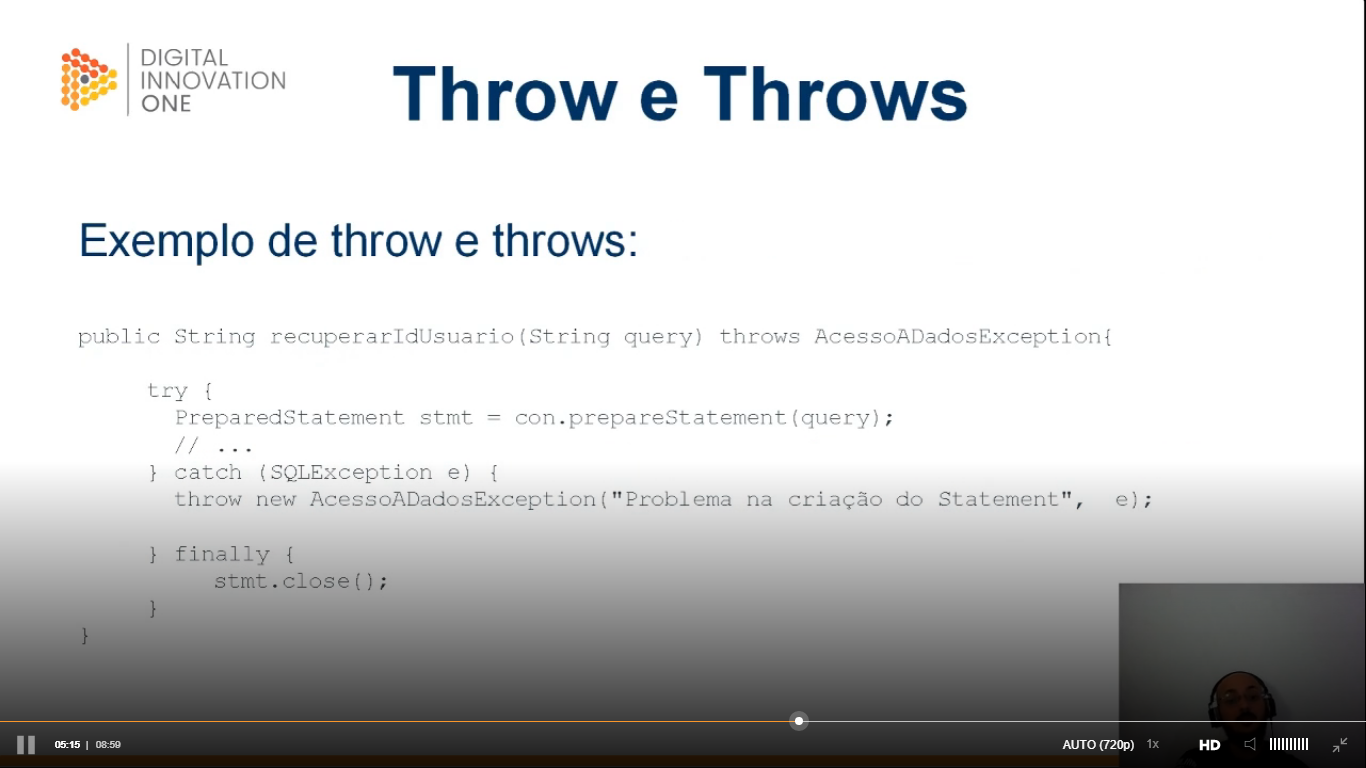 DIGITAL
INNOVATION
ONE
Throw e Throws
Exemplo de throw e throws:
public String recuperarIdUsuario(String query) throws AcessoADadosException{
try {
PreparedStatement stmt = con.prepareStatement(query);
// ...
} catch (SQLException e) {
throw new AcessoADadosException("Problema na criação do Statement", e);
} finally {
stmt.close();
}
}
05:15 | 08:59
AUTO (720p) 1x HD